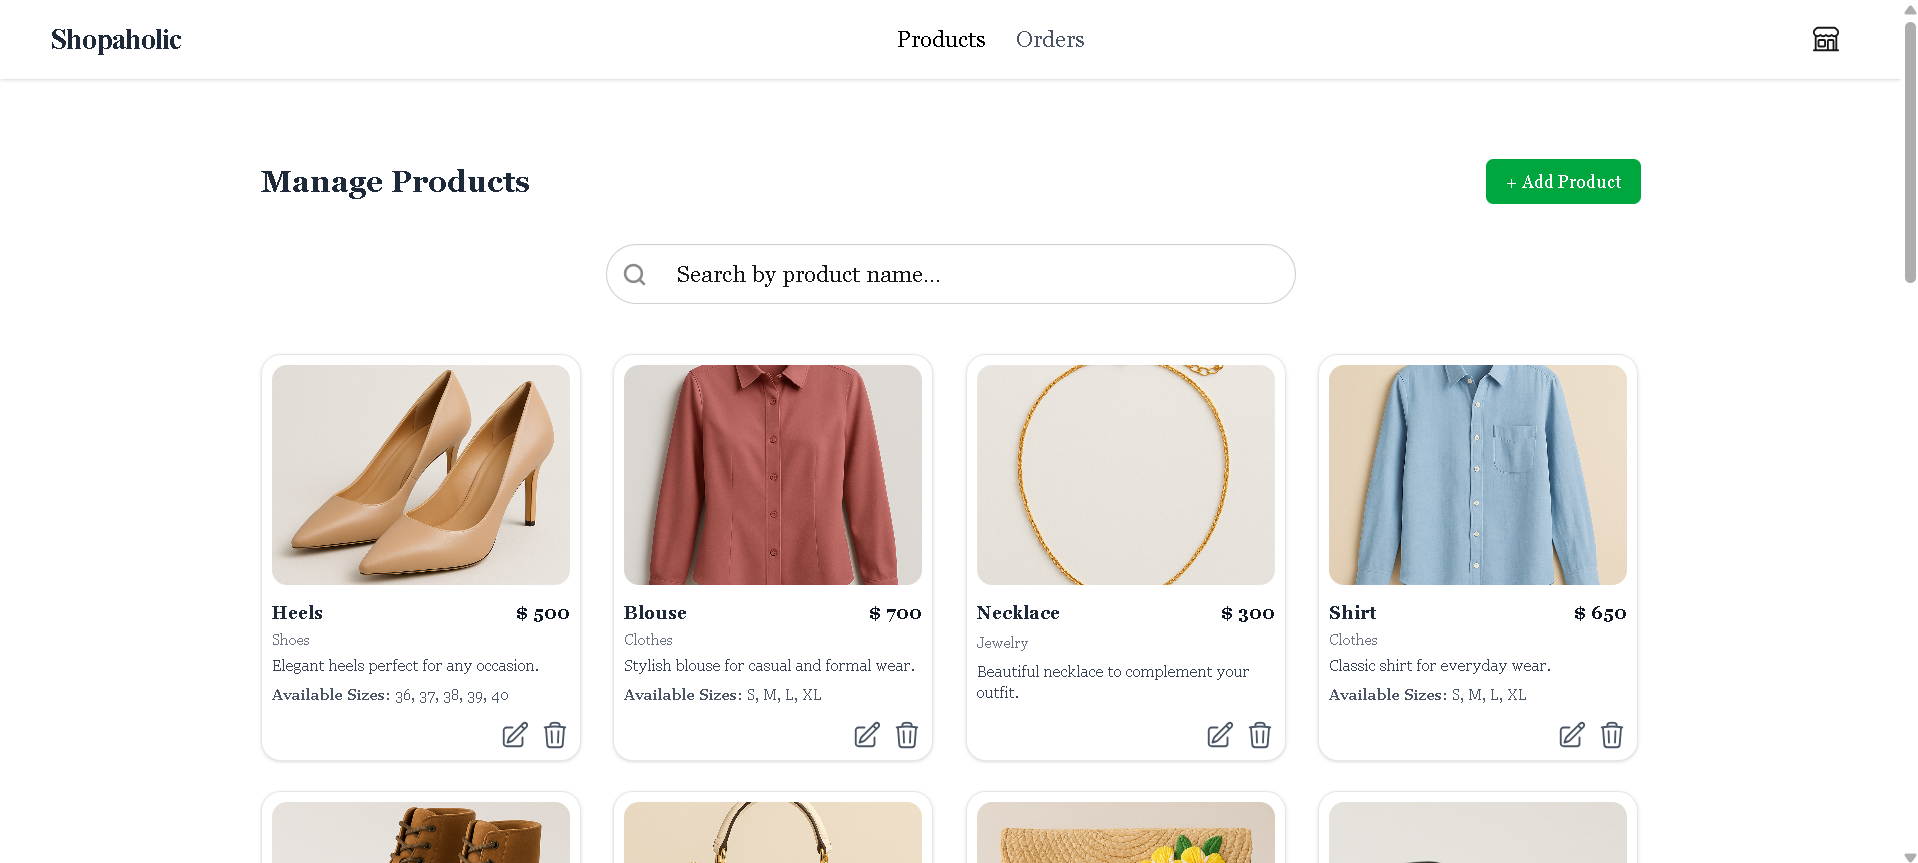 Shopaholic
Products
Orders
Manage Products
+ Add Product
Search by product name...
Heels
$ 500
Shoes
Elegant heels perfect for any occasion.
Available Sizes: 36, 37, 38, 39, 40
Blouse
$ 700
Clothes
Stylish blouse for casual and formal wear.
Available Sizes: S, M, L, XL
Necklace
$ 300
Jewelry
Beautiful necklace to complement your
outfit.
Shirt
$ 650
Clothes
Classic shirt for everyday wear.
Available Sizes: S, M, L, XL